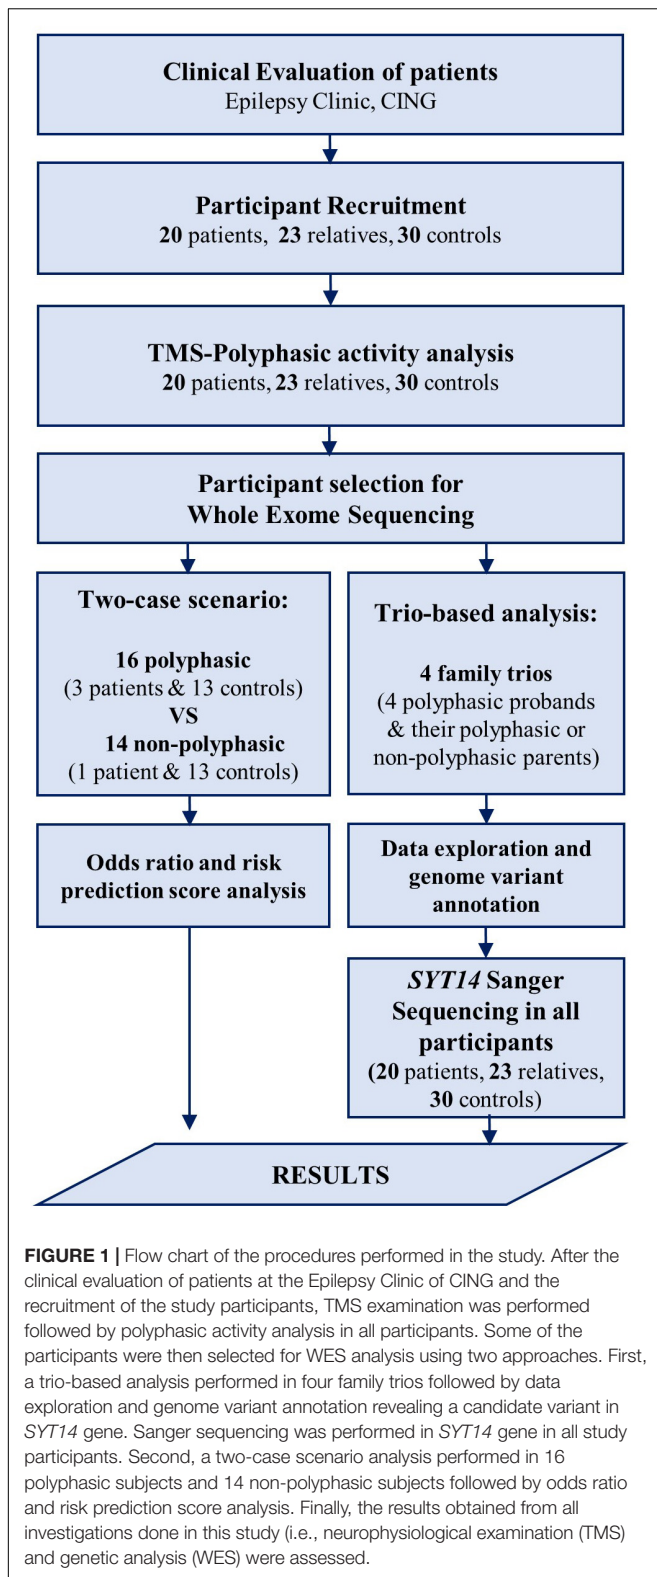 Clinical Evaluation of patients
Epilepsy Clinic, CING
Participant Recruitment
20 patients, 23 relatives, 30 controls
TMS-Polyphasic activity analysis
20 patients, 23 relatives, 30 controls
Participant selection for
Whole Exome Sequencing
Two-case scenario:
16 polyphasic
(3 patients & 13 controls)
VS
14 non-polyphasic
(1 patient & 13 controls)
Trio-based analysis:
4 family trios
(4 polyphasic probands
& their polyphasic or
non-polyphasic parents)
Odds ratio and risk
prediction score analysis
Data exploration and
genome variant
annotation
SYT14 Sanger
Sequencing in all
participants
(20 patients, 23 relatives,
30 controls)
RESULTS
FIGURE 1 | Flow chart of the procedures performed in the study. After the
clinical evaluation of patients at the Epilepsy Clinic of CING and the
recruitment of the study participants, TMS examination was performed
followed by polyphasic activity analysis in all participants. Some of the
participants were then selected for WES analysis using two approaches. First,
a trio-based analysis performed in four family trios followed by data
exploration and genome variant annotation revealing a candidate variant in
SYT14 gene. Sanger sequencing was performed in SYT14 gene in all study
participants. Second, a two-case scenario analysis performed in 16
polyphasic subjects and 14 non-polyphasic subjects followed by odds ratio
and risk prediction score analysis. Finally, the results obtained from all
investigations done in this study (i.e., neurophysiological examination (TMS)
and genetic analysis (WES) were assessed.